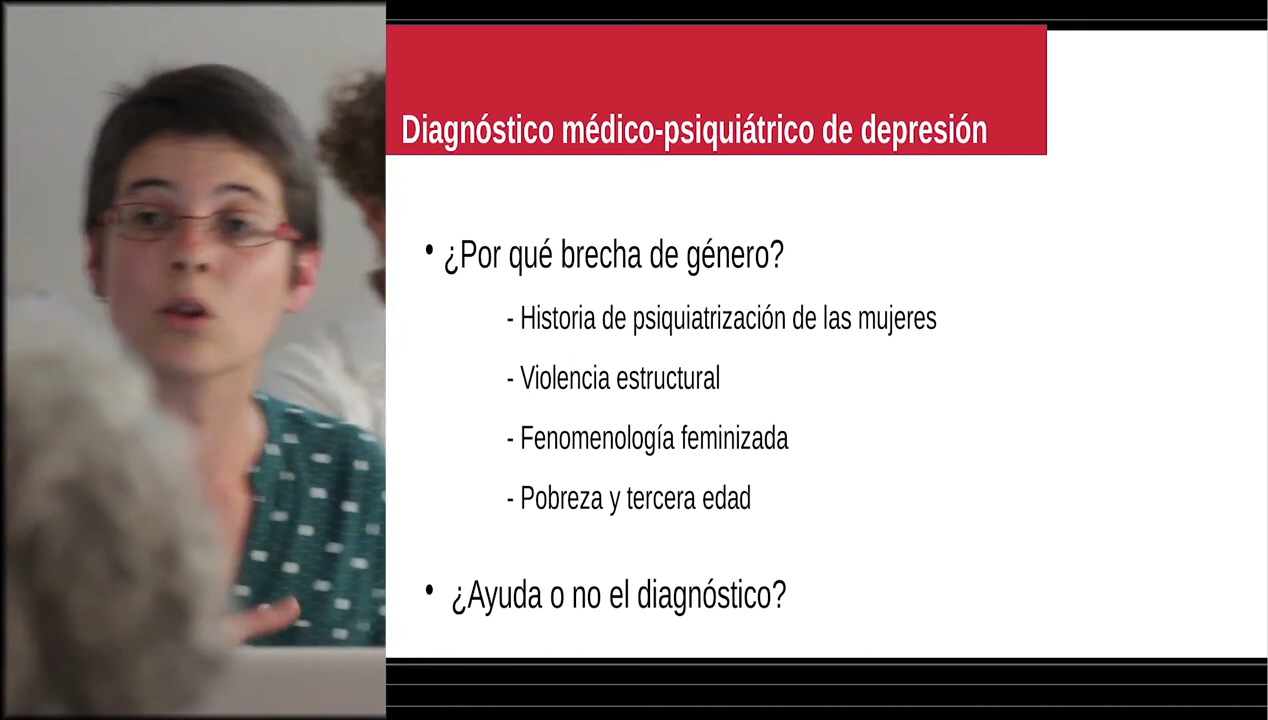 Diagnóstico médico-psiquiátrico de depresión
• ¿Por qué brecha de género?
- Historia de psiquiatrización de las mujeres
- Violencia estructural
- Fenomenología feminizada
- Pobreza y tercera edad
• ¿Ayuda o no el diagnóstico?